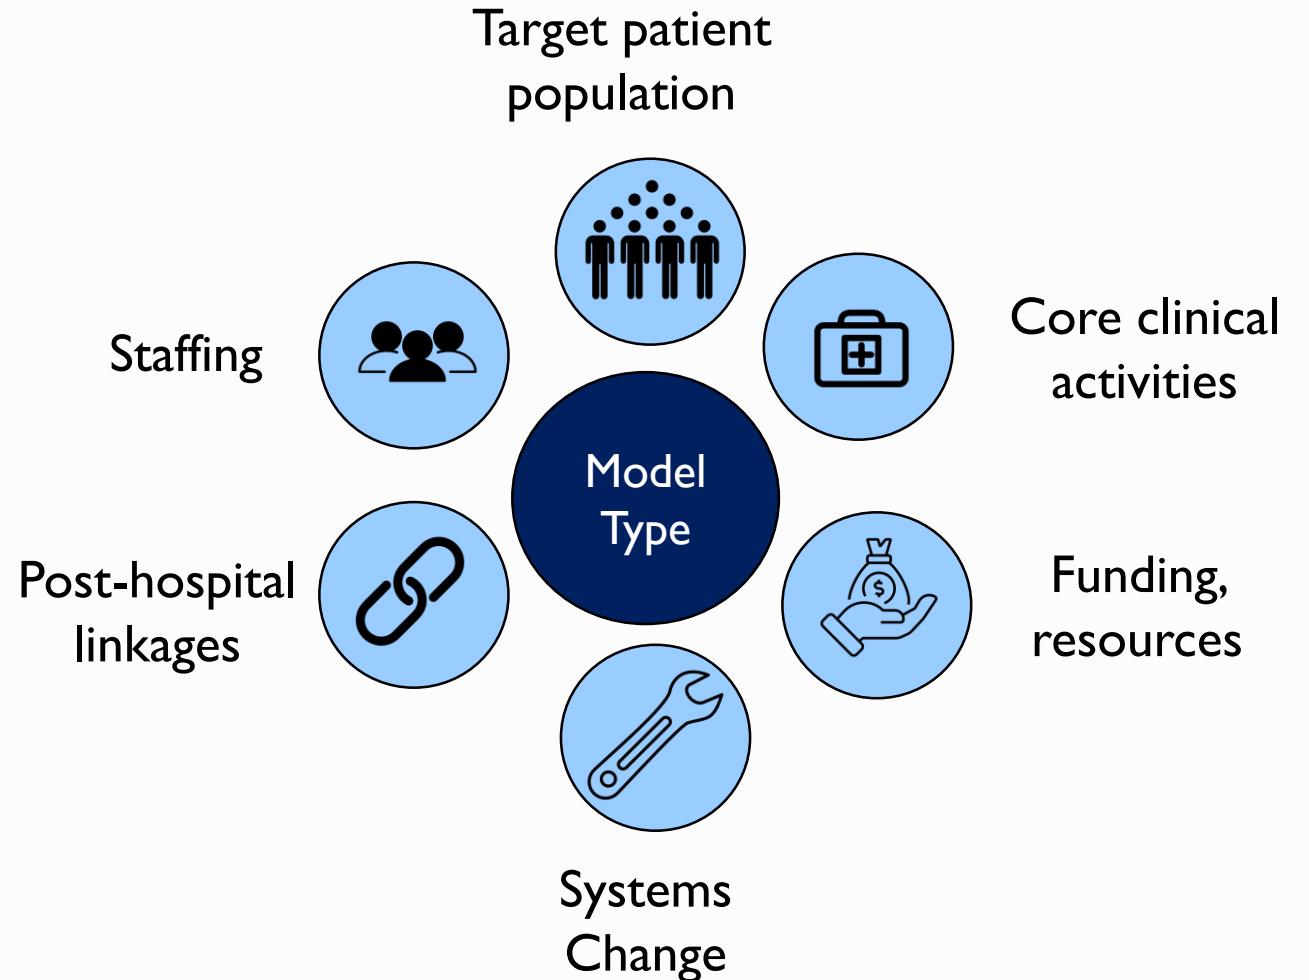 Target patient
population
Staffing
Core clinical
activities
Model
Type
Post-hospital
linkages
$
Funding,
resources
Systems
Change